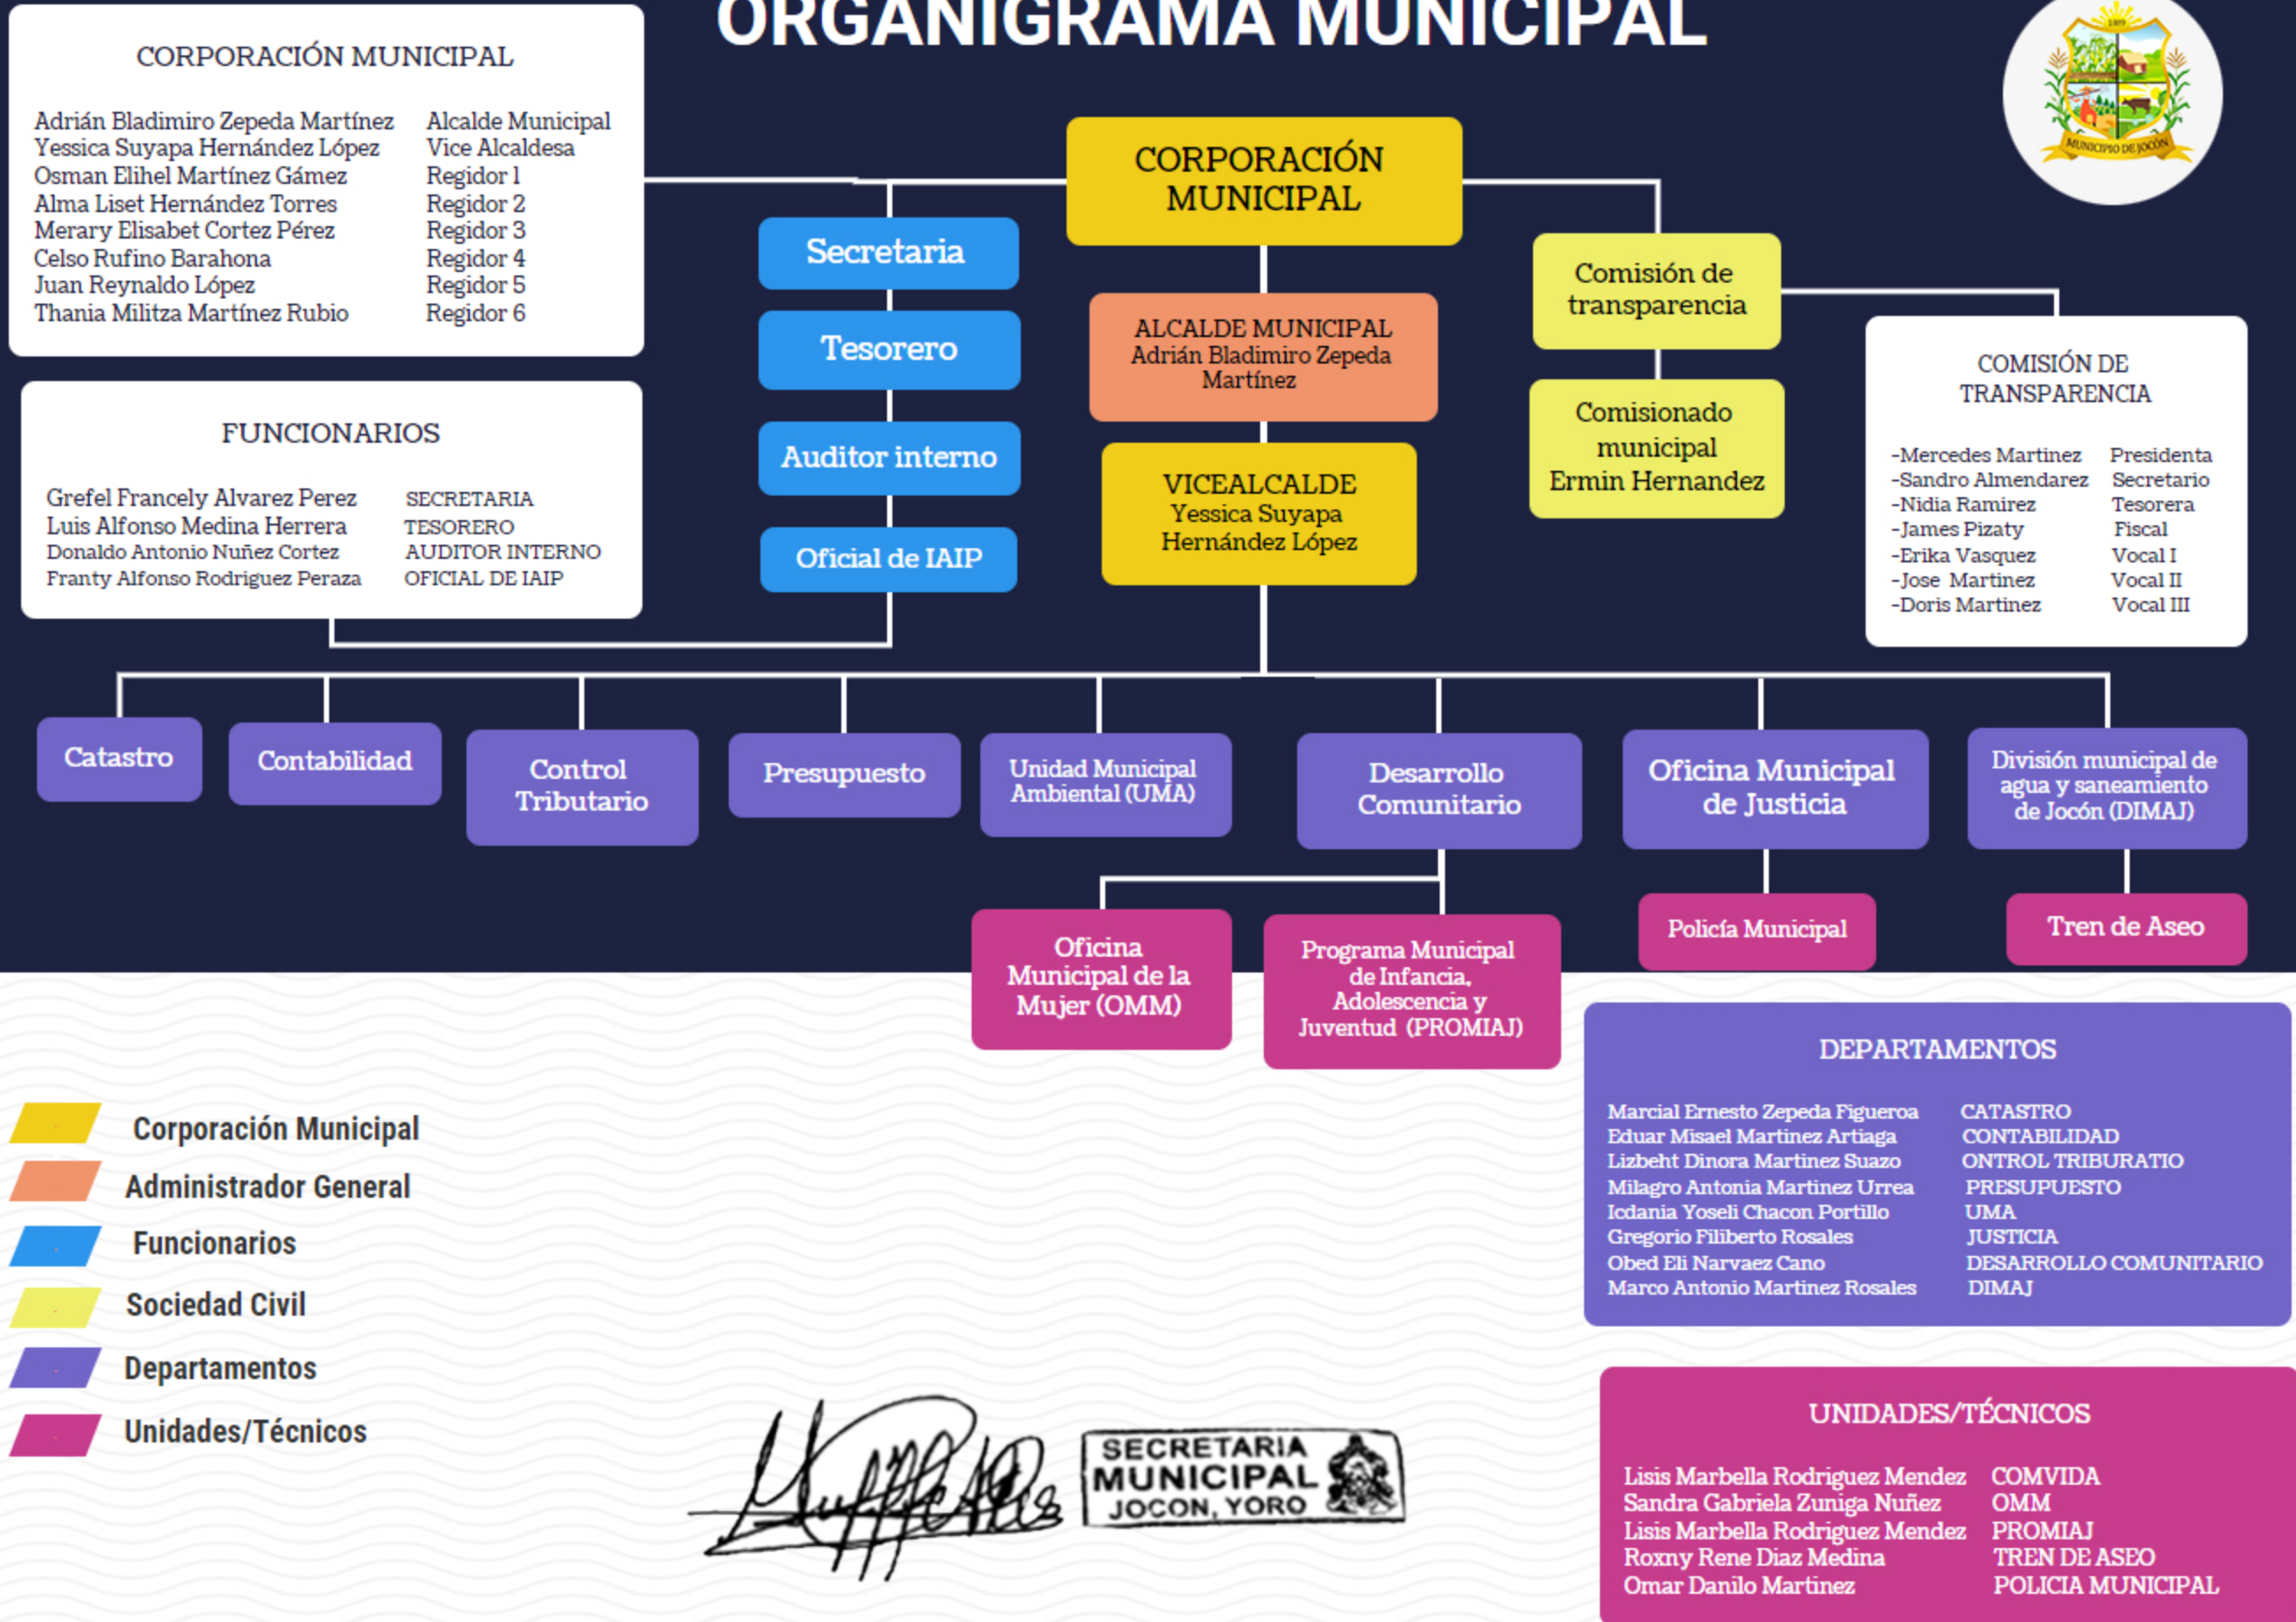 ORGANIGRAMA MUNICIPAL
1889
MUNICIPIO DE JOCÓN
CORPORACIÓN MUNICIPAL
Adrián Bladimiro Zepeda Martínez Alcalde Municipal
Yessica Suyapa Hernández López Vice Alcaldesa
Osman Elihel Martínez Gámez Regidor 1
Alma Liset Hernández Torres Regidor 2
Merary Elisabet Cortez Pérez Regidor 3
Celso Rufino Barahona Regidor 4
Juan Reynaldo López Regidor 5
Thania Militza Martínez Rubio Regidor 6
FUNCIONARIOS
Grefel Francely Alvarez Perez SECRETARIA
Luis Alfonso Medina Herrera TESORERO
Donaldo Antonio Nuñez Cortez AUDITOR INTERNO
Franty Alfonso Rodriguez Peraza OFICIAL DE IAIP
Secretaria
Tesorero
Auditor interno
Oficial de IAIP
CORPORACIÓN
MUNICIPAL
ALCALDE MUNICIPAL
Adrián Bladimiro Zepeda
Martínez
VICEALCALDE
Yessica Suyapa
Hernández López
Comisión de
transparencia
Comisionado
municipal
Ermin Hernandez
COMISIÓN DE
TRANSPARENCIA
-Mercedes Martinez Presidenta
-Sandro Almendarez Secretario
-Nidia Ramirez Tesorera
-James Pizaty Fiscal
-Erika Vasquez Vocal I
-Jose Martinez Vocal II
-Doris Martinez Vocal III
Catastro
Contabilidad
Control
Tributario
Presupuesto
Unidad Municipal
Ambiental (UMA)
Desarrollo
Comunitario
Oficina Municipal
de Justicia
División municipal de
agua y saneamiento
de Jocón (DIMAJ)
Oficina
Municipal de la
Mujer (OMM)
Programa Municipal
de Infancia,
Adolescencia y
Juventud (PROMIAJ)
Policía Municipal
Tren de Aseo
Corporación Municipal
Administrador General
Funcionarios
Sociedad Civil
Departamentos
Unidades/Técnicos
SECRETARIA
MUNICIPAL
JOCON, YORO
DEPARTAMENTOS
Marcial Ernesto Zepeda Figueroa CATASTRO
Eduar Misael Martinez Artiaga CONTABILIDAD
Lizbeht Dinora Martinez Suazo ONTROL TRIBURATIO
Milagro Antonia Martinez Urrea PRESUPUESTO
Icdania Yoseli Chacon Portillo UMA
Gregorio Filiberto Rosales JUSTICIA
Obed Eli Narvaez Cano DESARROLLO COMUNITARIO
Marco Antonio Martinez Rosales DIMAJ
UNIDADES/TÉCNICOS
Lisis Marbella Rodriguez Mendez COMVIDA
Sandra Gabriela Zuniga Nuñez OMM
Lisis Marbella Rodriguez Mendez PROMIAJ
Roxny Rene Diaz Medina TREN DE ASEO
Omar Danilo Martinez POLICIA MUNICIPAL